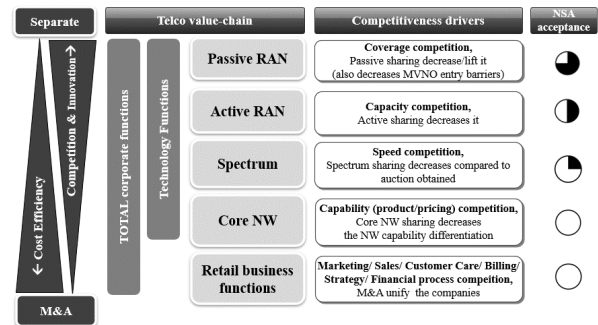 Separate
Telco value-chain
Competitiveness drivers
NSA
acceptance
Cost Efficiency →
Competition & Innovation →
TOTAL corporate functions
Technology Functions
Passive RAN
Coverage competition,
Passive sharing decrease/lift it
(also decreases MVNO entry barriers)
Active RAN
Capacity competition,
Active sharing decreases it
Spectrum
Speed competition,
Spectrum sharing decreases compared to
auction obtained
Core NW
Capability (product/pricing) competition,
Core NW sharing decreases
the NW capability differentiation
Retail business
functions
Marketing/ Sales/ Customer Care/ Billing/
Strategy/ Financial process compeition,
M&A unify the companies
M&A